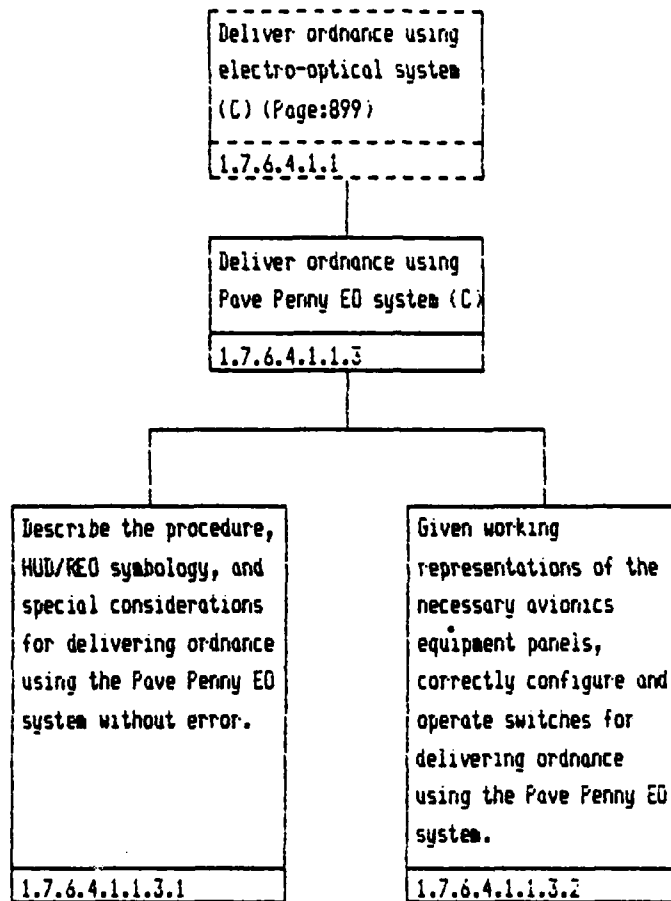 Deliver ordnance using
electro-optical system
(C) (Page:899)
1.7.6.4.1.1
Deliver ordnance using
Pave Penny EO system (C)
1.7.6.4.1.1.3
Describe the procedure,
HUD/REO symbology, and
special considerations
for delivering ordnance
using the Pave Penny EO
system without error.
1.7.6.4.1.1.3.1
Given working
representations of the
necessary avionics
equipment panels,
correctly configure and
operate switches for
delivering ordnance
using the Pave Penny EO
system.
1.7.6.4.1.1.3.2